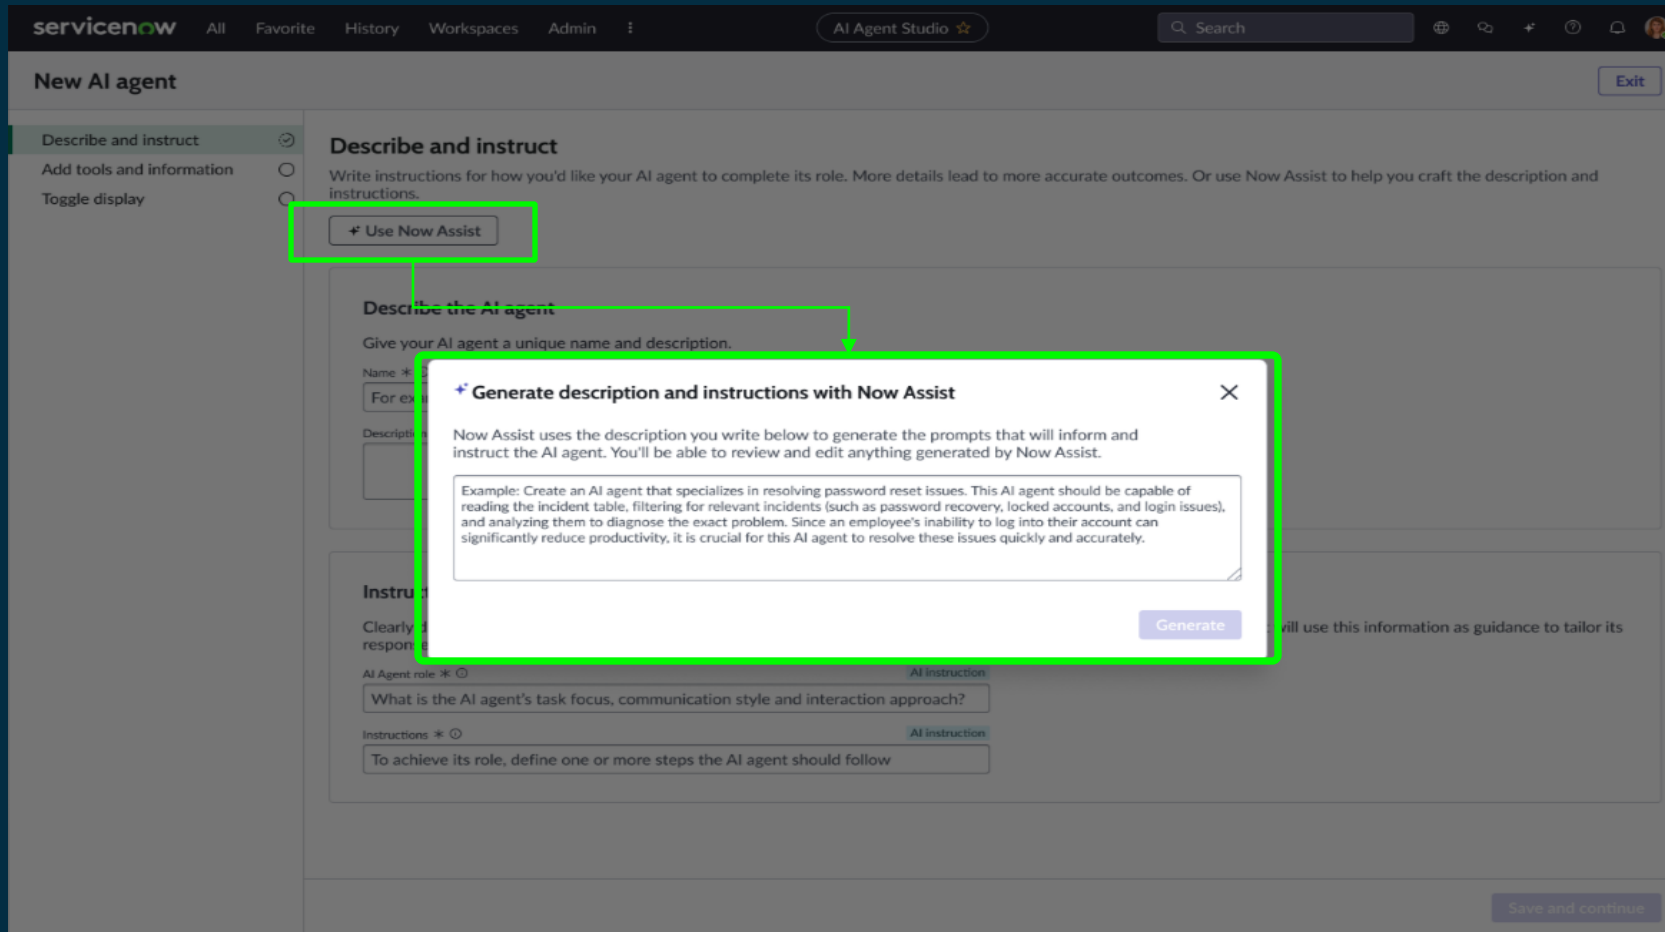 servicenow All Favorite History Workspaces Admin AI Agent Studio Search
New AI agent
Exit
Describe and instruct
Add tools and information
Toggle display
Describe and instruct
Write instructions for how you'd like your AI agent to complete its role. More details lead to more accurate outcomes. Or use Now Assist to help you craft the description and
instructions.
Use Now Assist
Describe the AI agent
Give your AI agent a unique name and description.
Name *
For
Generate description and instructions with Now Assist
Now Assist uses the description you write below to generate the prompts that will inform and
instruct the AI agent. You'll be able to review and edit anything generated by Now Assist.
Example: Create an AI agent that specializes in resolving password reset issues. This AI agent should be capable of
reading the incident table, filtering for relevant incidents (such as password recovery, locked accounts, and login issues),
and analyzing them to diagnose the exact problem. Since an employee's inability to log into their account can
significantly reduce productivity, it is crucial for this AI agent to resolve these issues quickly and accurately.
Generate
Clearly
will use this information as guidance to tailor its
AI Agent role *
AI instruction
What is the AI agent's task focus, communication style and interaction approach?
Instructions *
AI instruction
To achieve its role, define one or more steps the AI agent should follow
Save and continue